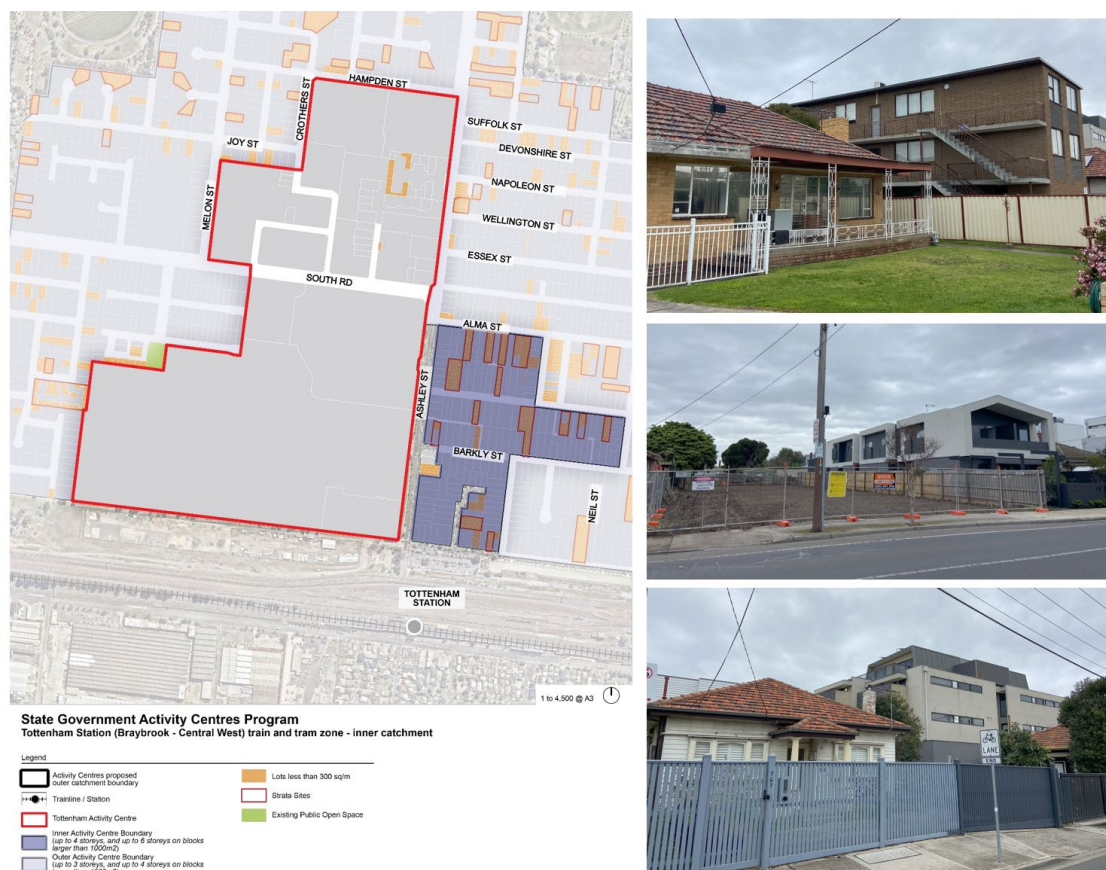 HAMPDEN ST
CROTHERS ST
SUFFOLK ST
JOY ST
DEVONSHIRE ST
NAPOLEON ST
MELON ST
WELLINGTON ST
ESSEX ST
SOUTH RD
ALMA ST
ASHLEY ST
BARKLY ST
NEIL ST
TOTTENHAM
STATION
1 to 4,500 @ A3
State Government Activity Centres Program
Tottenham Station (Braybrook - Central West) train and tram zone - inner catchment
Legend
Activity Centres proposed
outer catchment boundary
Trainline / Station
Tottenham Activity Centre
Inner Activity Centre Boundary
(up to 4 storeys, and up to 6 storeys on blocks
larger than 1000m2)
Outer Activity Centre Boundary
(up to 3 storeys, and up to 4 storeys on blocks
Lots less than 300 sq/m
Strata Sites
Existing Public Open Space
LANE
END